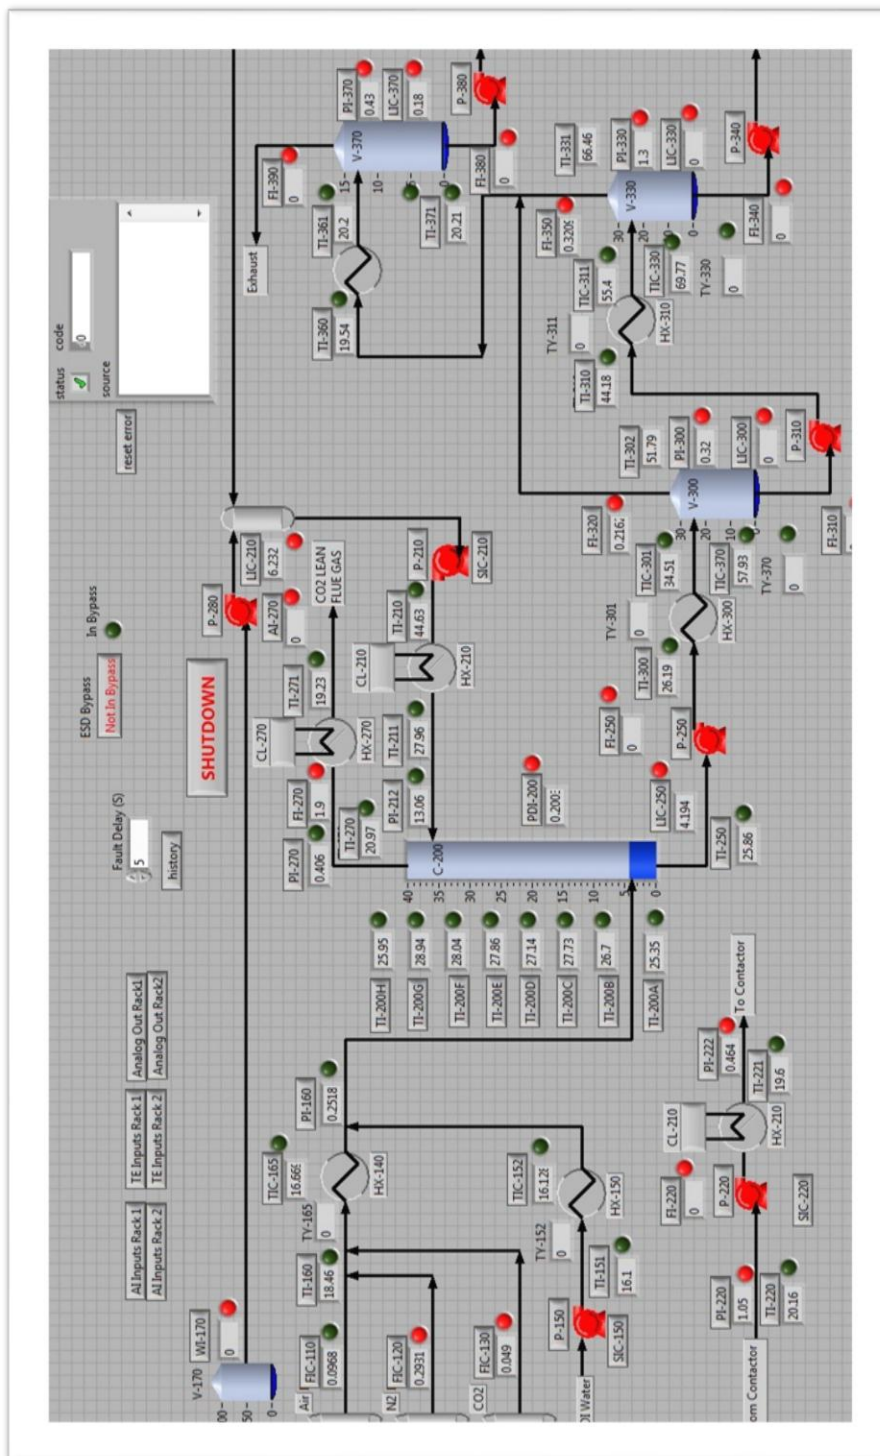 V-170
WI-170
0
AI Inputs Rack 1
TE Inputs Rack 1
Analog Out Rack1
AI Inputs Rack 2
TE Inputs Rack 2
Analog Out Rack2
Fault Delay (S)
5
history
ESD Bypass
Not In Bypass
In Bypass
SHUTDOWN
reset error
status
code
0
source
Air
FIC-110
0.0968
TI-160
18.46
TY-165
0
TIC-165
HX-140
PI-160
0.2518
N2
FIC-120
0.2931
CO2
FIC-130
0.049
P-150
SIC-150
TI-151
16.1
TY-152
0
TIC-152
HX-150
PI-220
1.05
TI-220
20.16
FI-220
0
P-220
SIC-220
CL-210
HX-210
PI-222
0.464
TI-221
19.6
To Contactor
TI-200H
25.95
TI-200G
28.94
TI-200F
28.04
TI-200E
27.86
TI-200D
27.14
TI-200C
27.73
TI-200B
26.7
TI-200A
25.35
40
35
30
25
20
15
10
5
0
C-200
PI-270
0.406
FI-270
1.9
TI-270
20.97
CL-270
HX-270
TI-271
19.23
AI-270
0
CO2 LEAN
FLUE GAS
P-280
LIC-210
6.232
PI-212
13.06
TI-211
27.96
CL-210
HX-210
TI-210
44.63
P-210
SIC-210
PDI-200
TI-250
25.86
LIC-250
4.194
FI-250
0
P-250
TI-300
26.19
TY-301
0
HX-300
TIC-301
34.51
TIC-370
57.93
TY-370
0
FI-320
V-300
TI-302
51.79
PI-300
0.32
LIC-300
0
FI-310
P-310
TI-310
44.18
TY-311
0
HX-310
TIC-311
55.4
TIC-330
69.77
TY-330
0
FI-350
V-330
TI-331
66.46
PI-330
1.3
LIC-330
0
FI-340
0
P-340
TI-360
19.54
TI-361
20.2
TI-371
20.21
Exhaust
FI-390
0
15
10
5
0
V-370
PI-370
0.43
LIC-370
0.18
FI-380
0
P-380